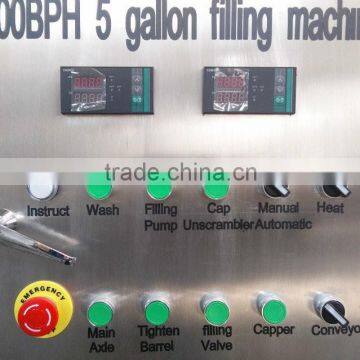 00BPH 5 gallon filling machin
trade.china.cn
Instruct Wash Filling Pump Cap Unscrambler Manual Automatic Heat
EMERGENCY
Main Axle Tighten Barrel filling Valve Capper Conveyo